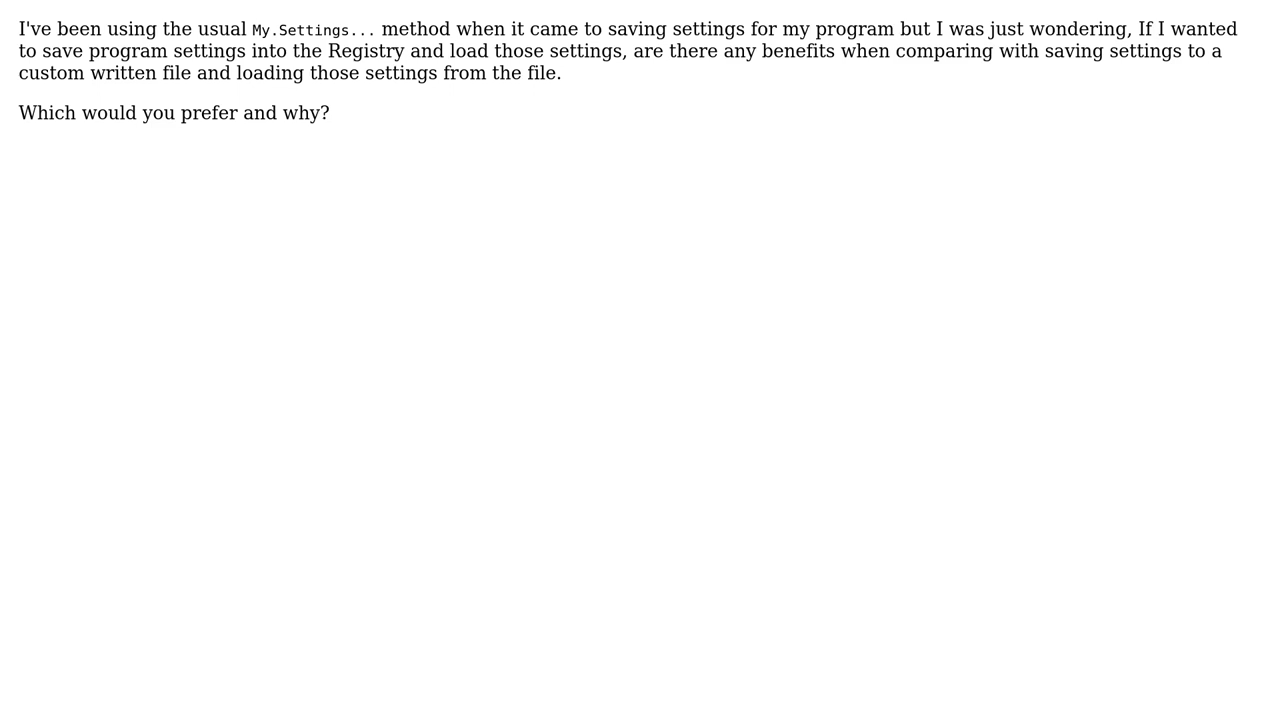 I've been using the usual My.Settings... method when it came to saving settings for my program but I was just wondering, If I wanted
to save program settings into the Registry and load those settings, are there any benefits when comparing with saving settings to a
custom written file and loading those settings from the file.
Which would you prefer and why?